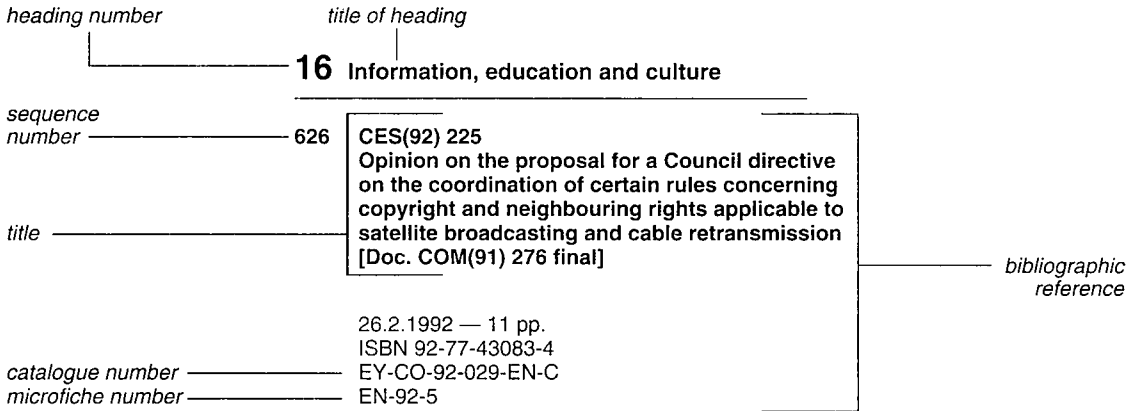 heading number title of heading
16 Information, education and culture
sequence
number 626 CES(92) 225
Opinion on the proposal for a Council directive
on the coordination of certain rules concerning
copyright and neighbouring rights applicable to
title satellite broadcasting and cable retransmission
[Doc. COM(91) 276 final]
bibliographic
reference
26.2.1992 — 11 pp.
ISBN 92-77-43083-4
catalogue number EY-CO-92-029-EN-C
microfiche number EN-92-5